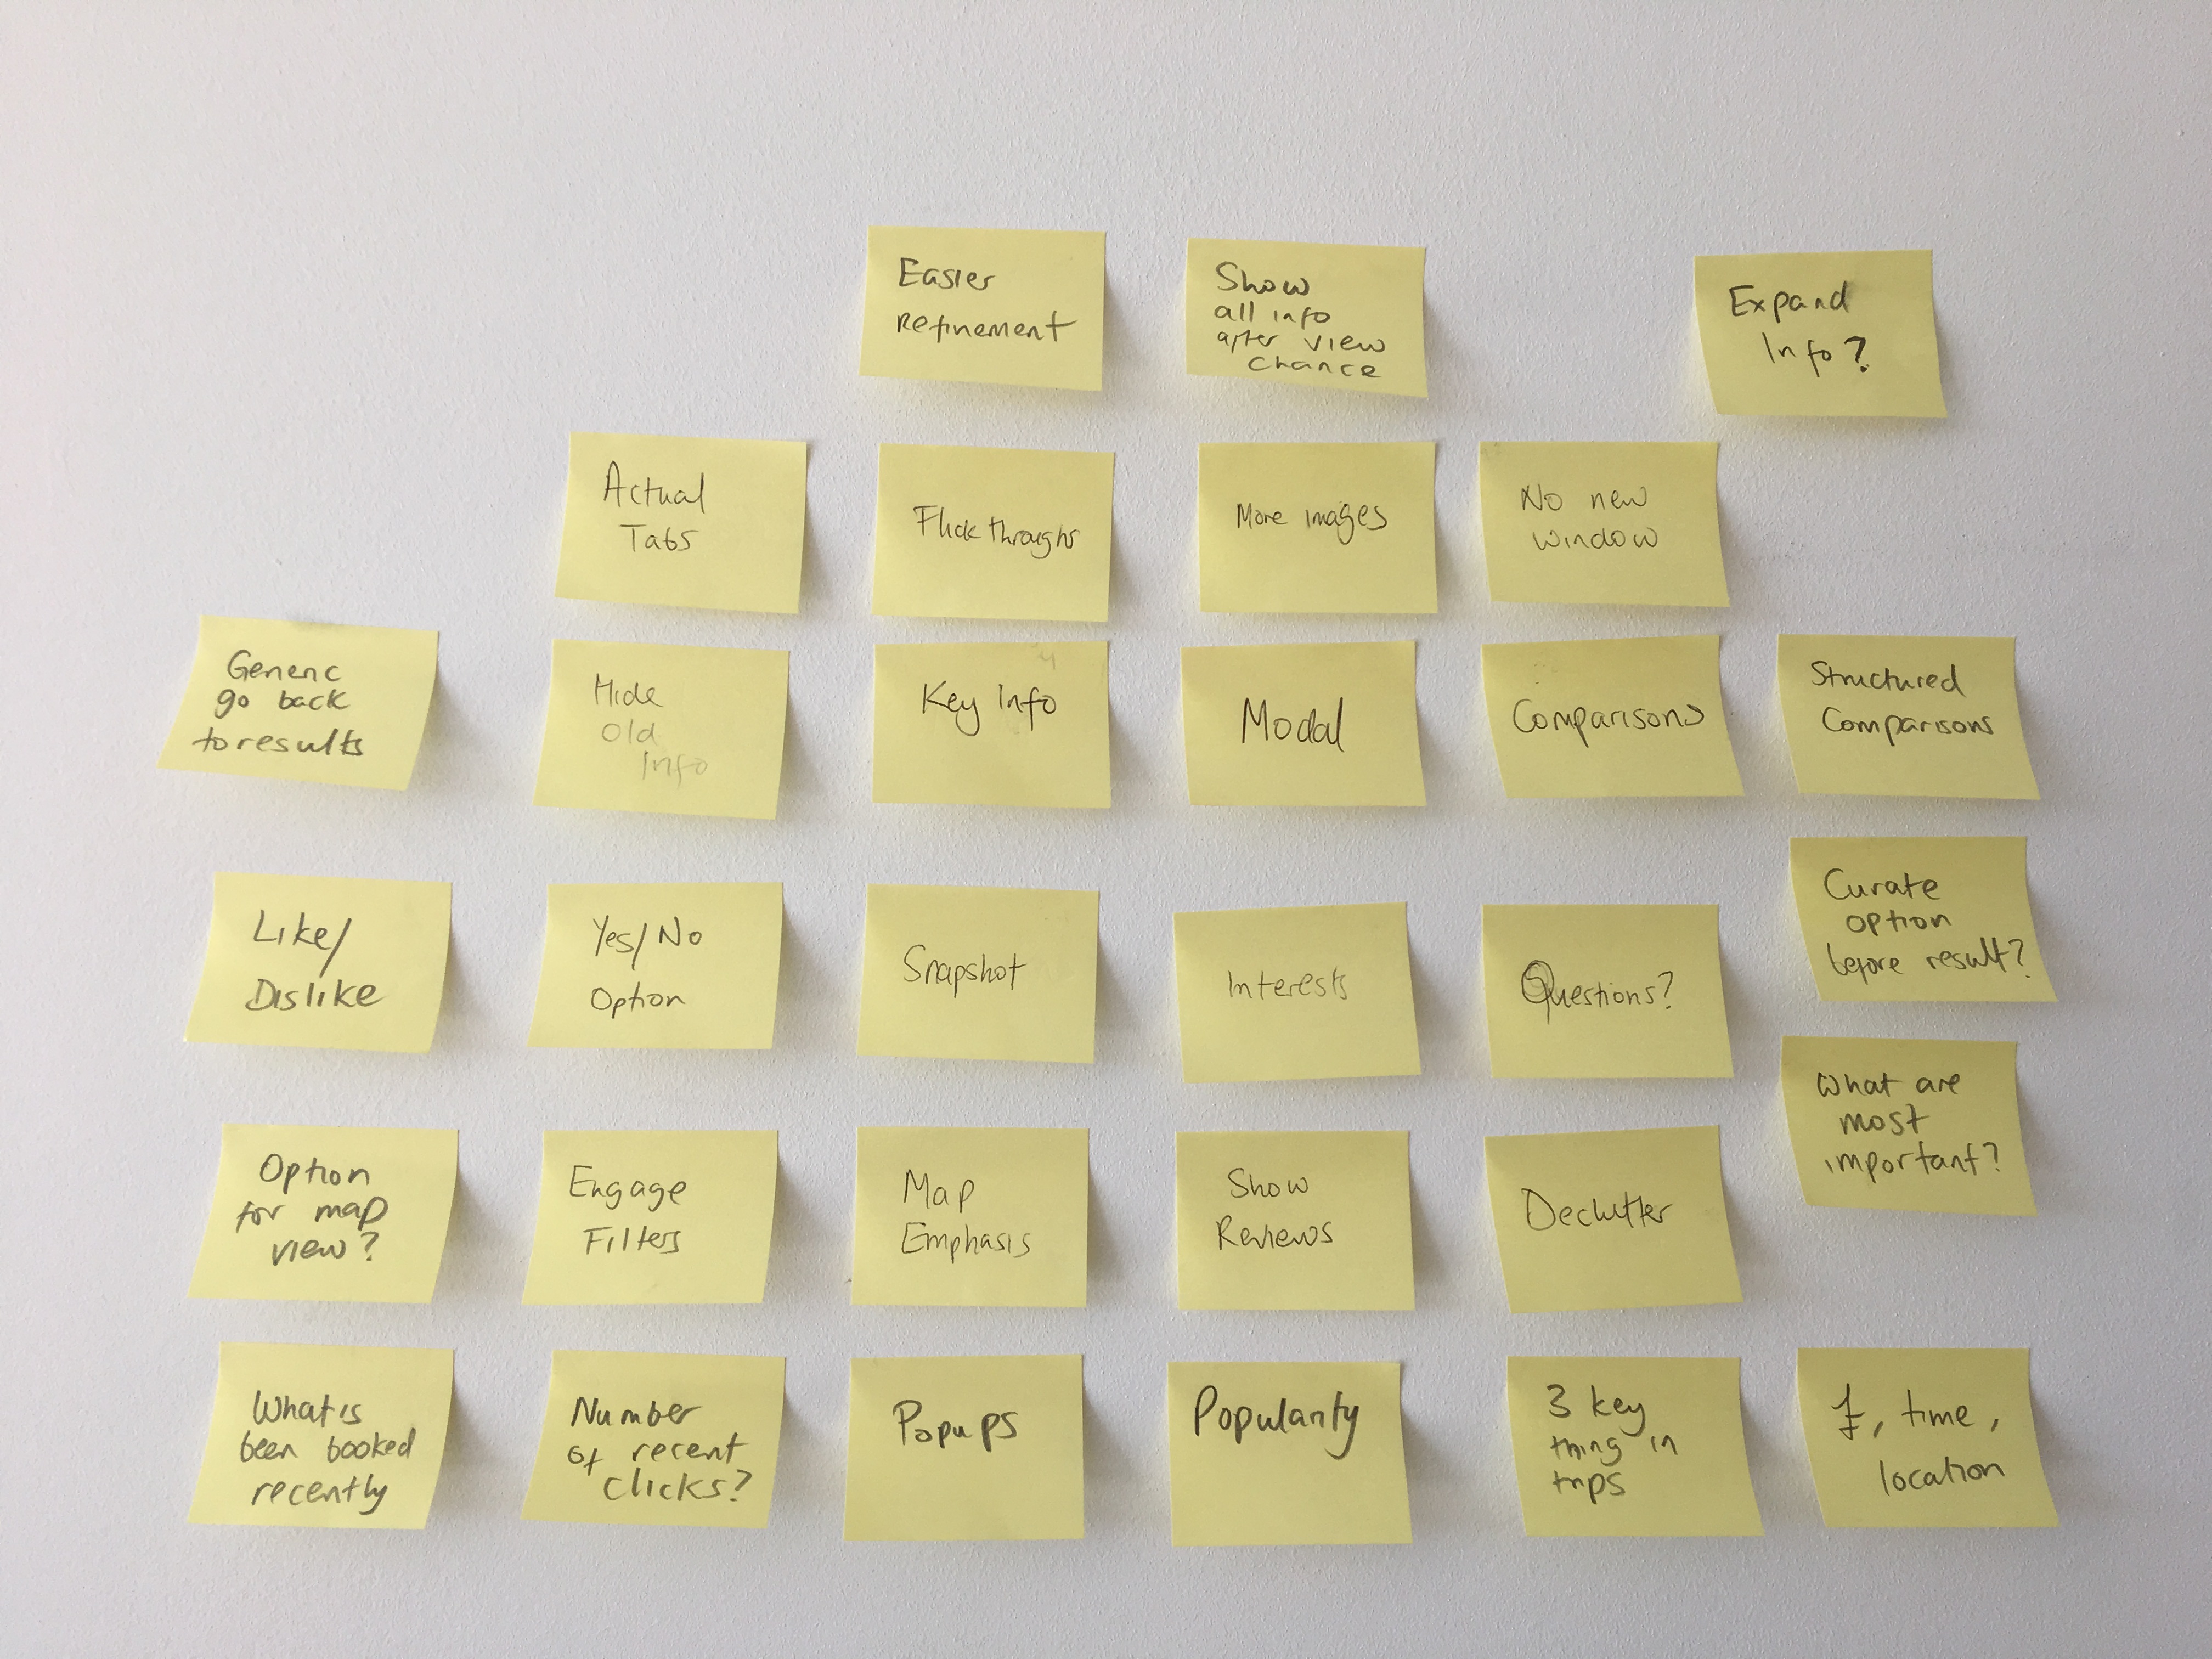 Easier
Refinement
Show
all info
after view
chance
Expand
Info?
Actual
Tabs
Flick throughs
More images
No new
window
Generic
go back
to results
Hide
Old
Info
Key Info
Modal
Comparisons
Structured
Comparisons
Like/
Dislike
Yes/No
Option
Snapshot
Interests
Questions?
Curate
option
before result?
Option
for map
view?
Engage
Filters
Map
Emphasis
Show
Reviews
Declutter
What are
most
important?
What is
been booked
recently
Number
of recent
clicks?
Popups
Popularity
3 key
thing in
trips
£, time,
location